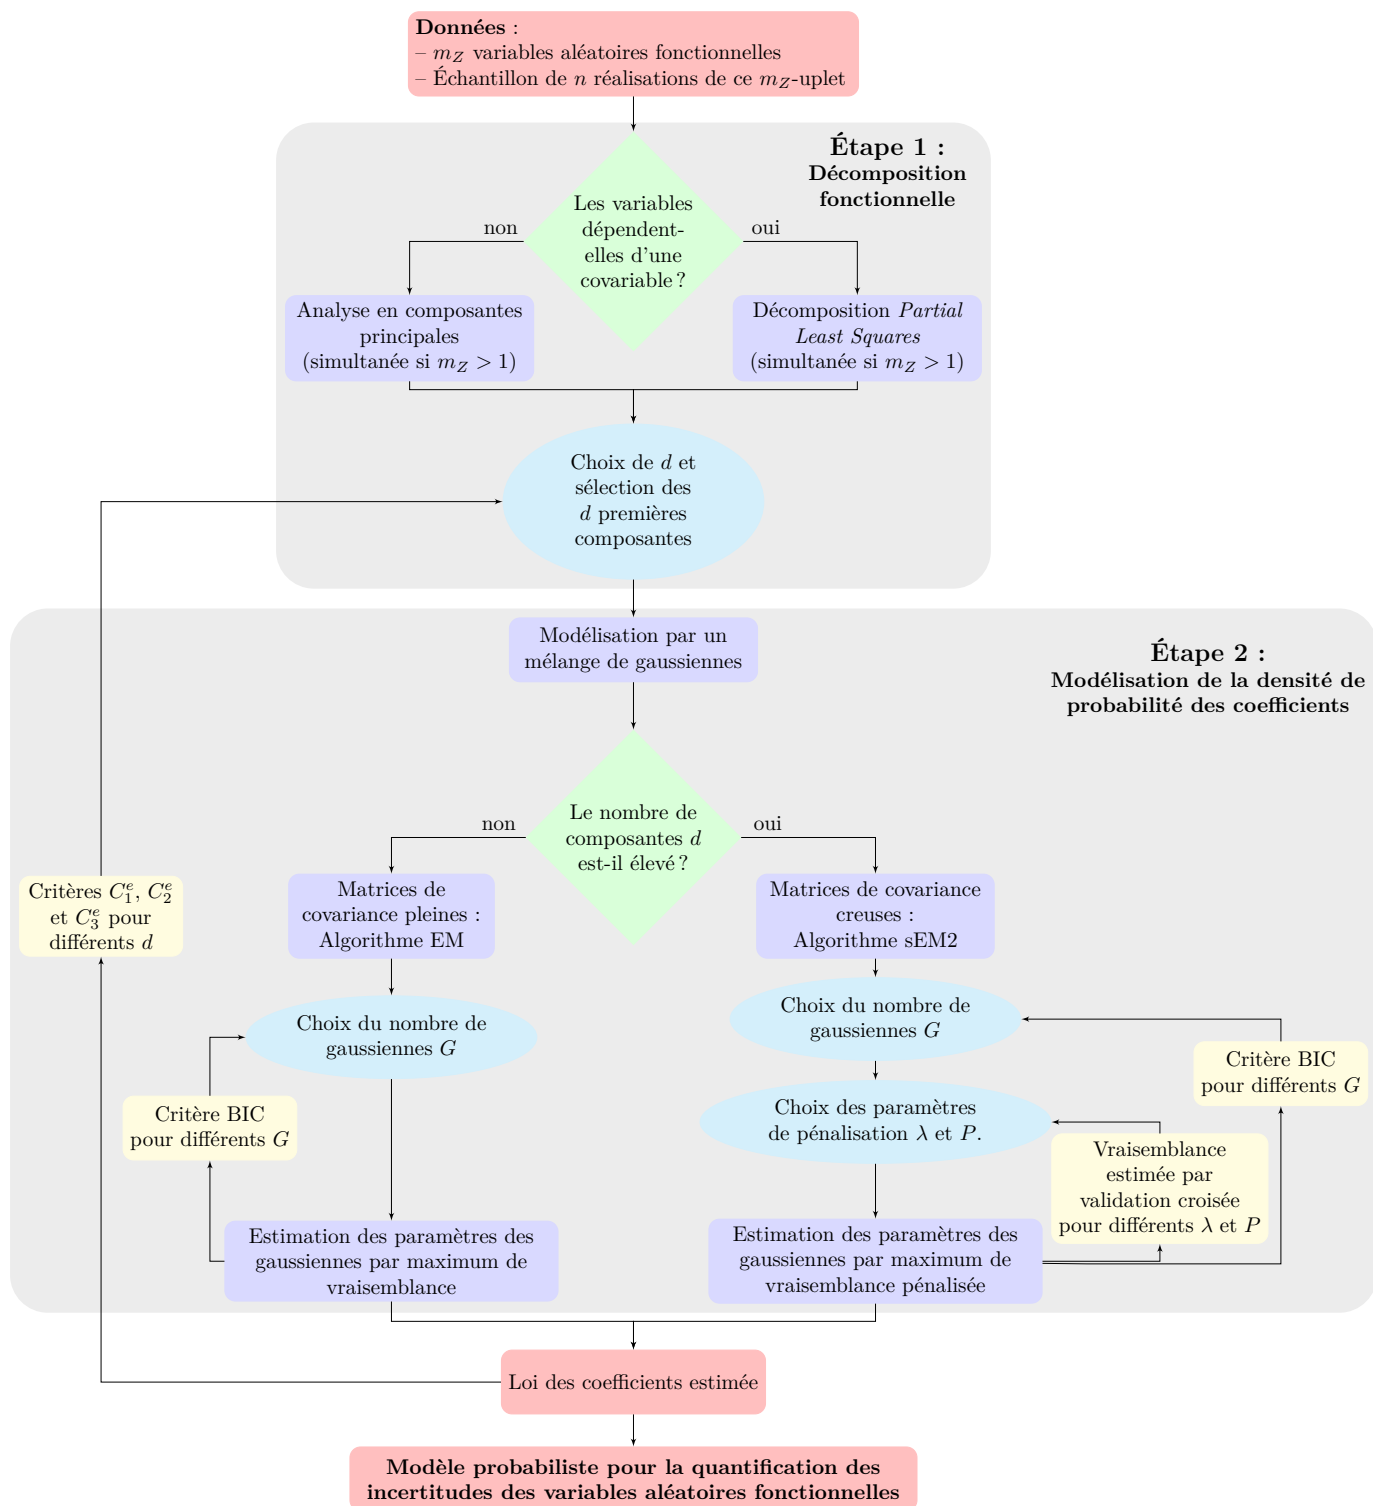 Données :
– m_Z variables aléatoires fonctionnelles
– Échantillon de n réalisations de ce m_Z-uplet
Étape 1 :
Décomposition
fonctionnelle
Les variables
dépendent-
elles d'une
covariable ?
non
oui
Analyse en composantes
principales
(simultanée si m_Z > 1)
Décomposition Partial
Least Squares
(simultanée si m_Z > 1)
Choix de d et
sélection des
d premières
composantes
Modélisation par un
mélange de gaussiennes
Étape 2 :
Modélisation de la densité de
probabilité des coefficients
Le nombre de
composantes d
est-il élevé ?
non
oui
Critères C_1^e, C_2^e
et C_3^e pour
différents d
Matrices de
covariance pleines :
Algorithme EM
Matrices de covariance
creuses :
Algorithme sEM2
Choix du nombre de
gaussiennes G
Choix du nombre de
gaussiennes G
Critère BIC
pour différents G
Critère BIC
pour différents G
Choix des paramètres
de pénalisation λ et P.
Vraisemblance
estimée par
validation croisée
pour différents λ et P
Estimation des paramètres des
gaussiennes par maximum de
vraisemblance
Estimation des paramètres des
gaussiennes par maximum de
vraisemblance pénalisée
Loi des coefficients estimée
Modèle probabiliste pour la quantification des
incertitudes des variables aléatoires fonctionnelles